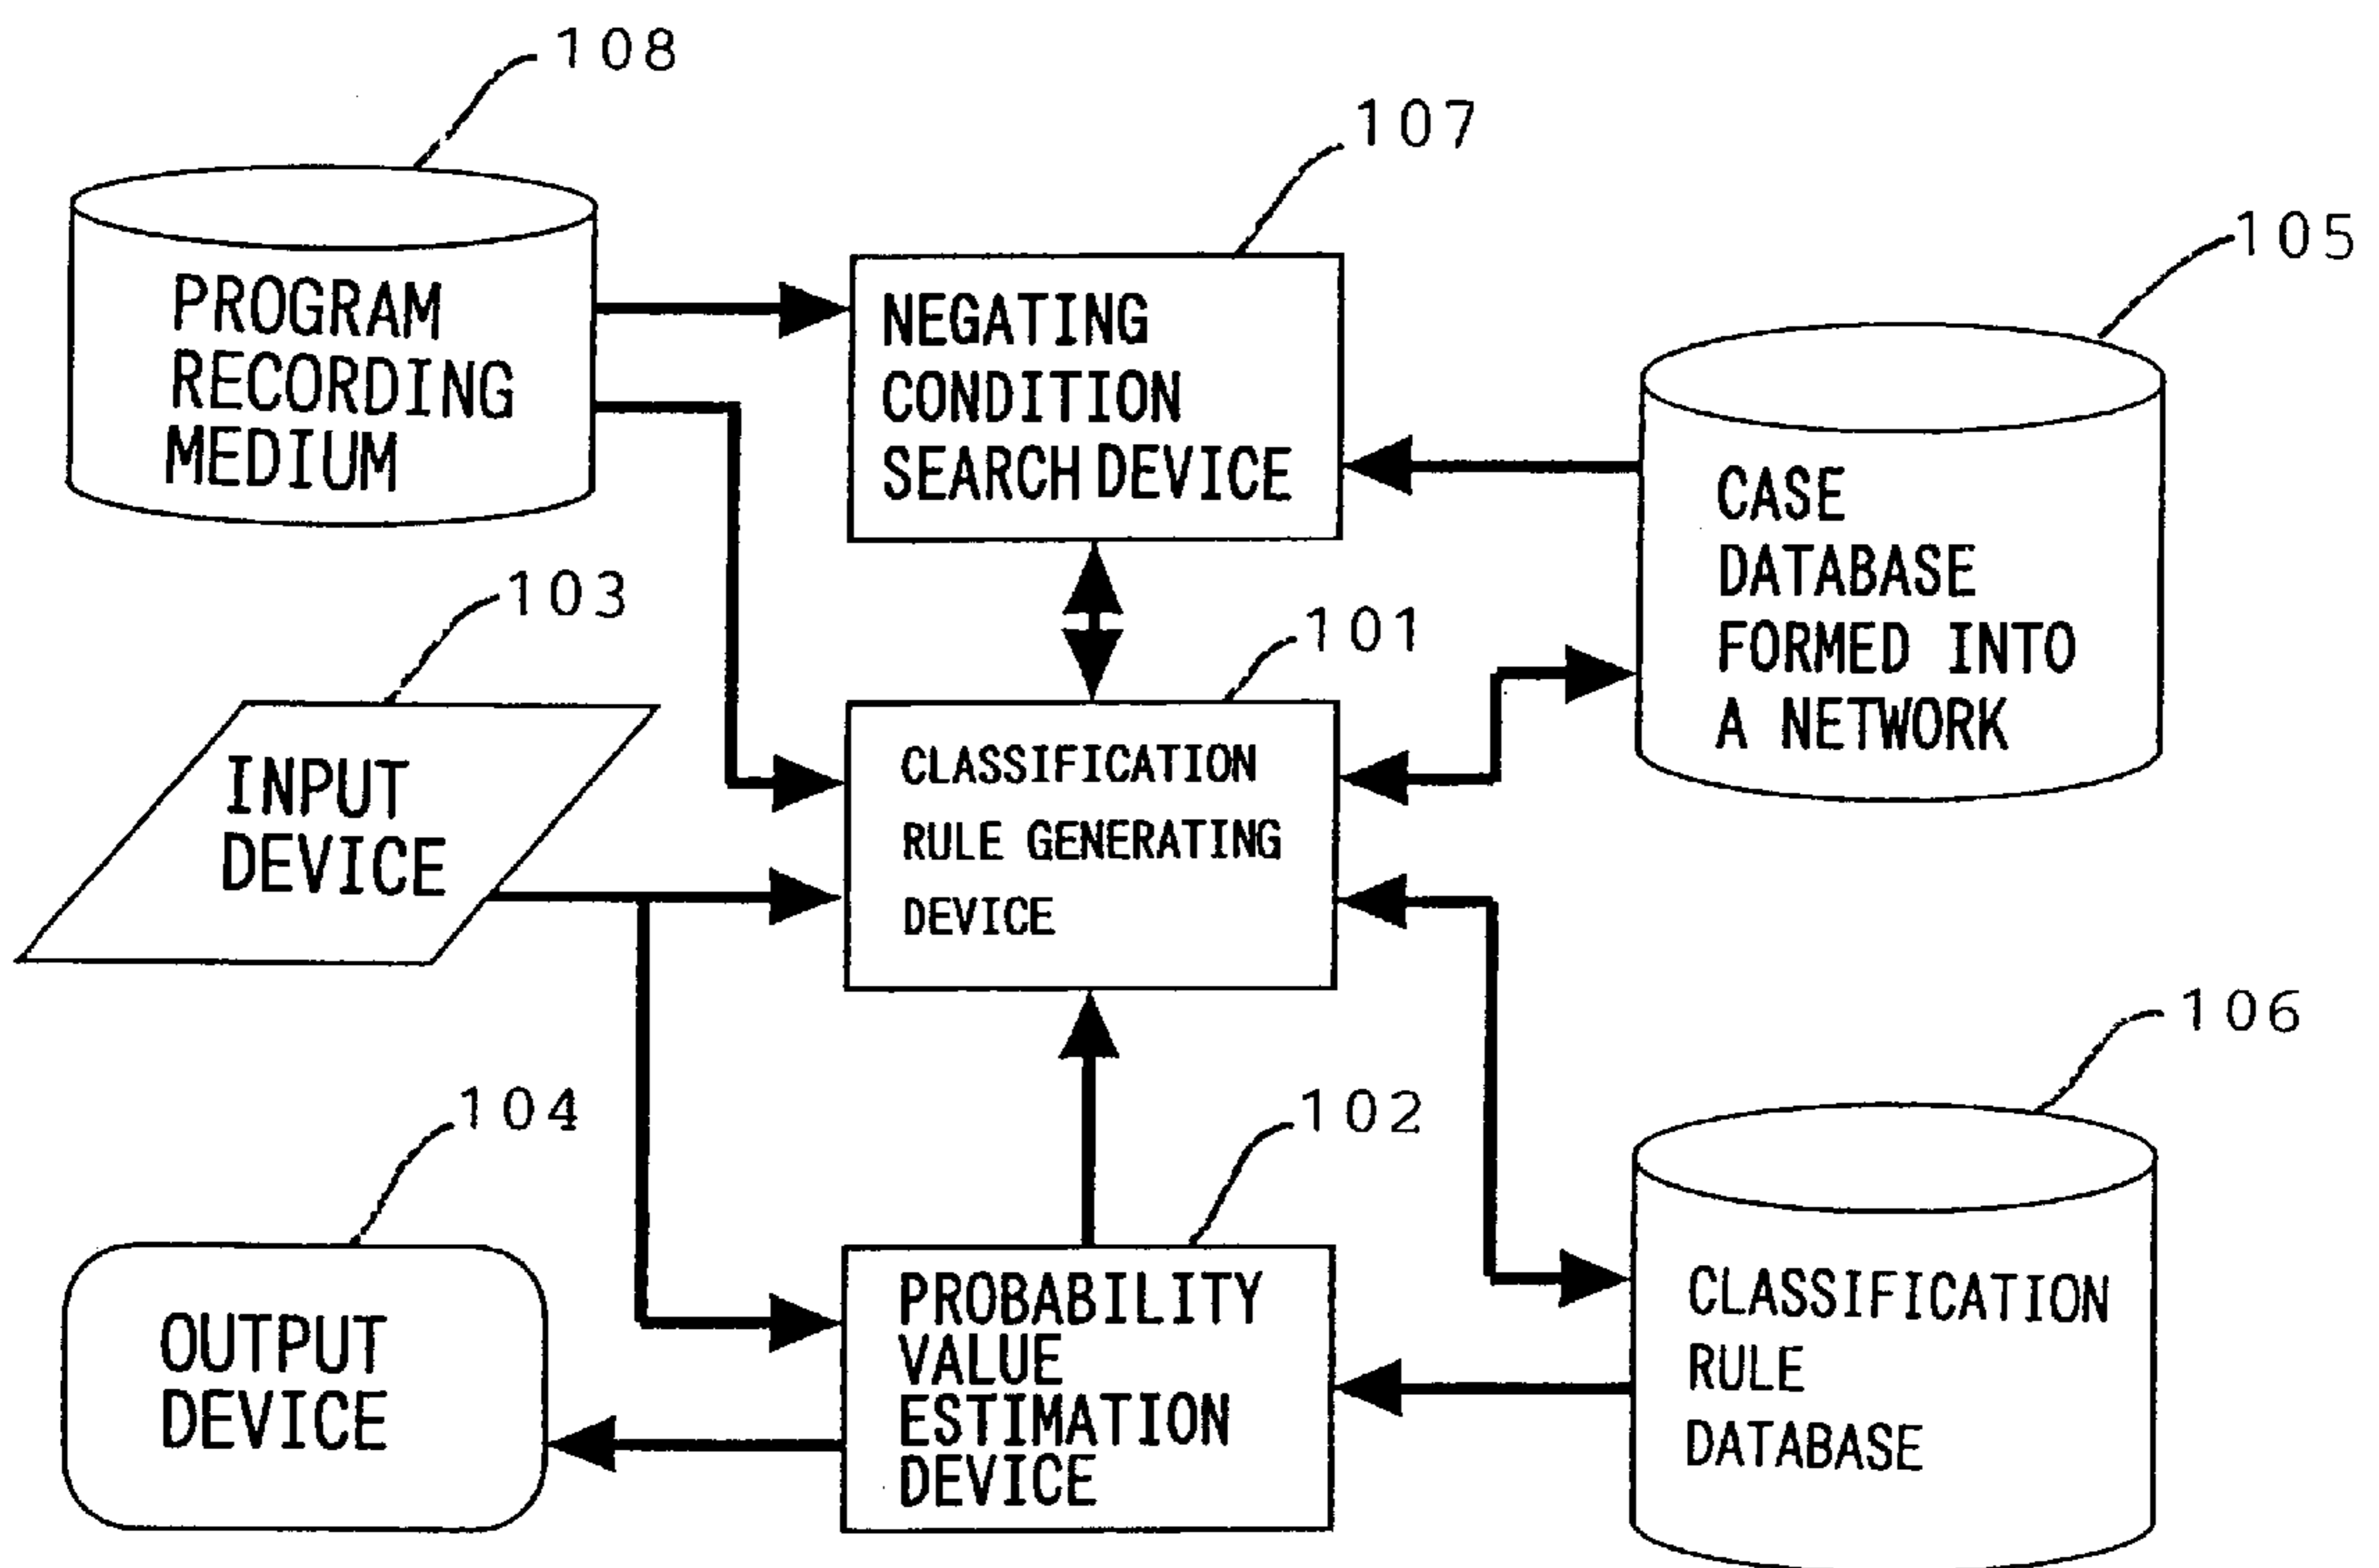 108
PROGRAM
RECORDING
MEDIUM
107
NEGATING
CONDITION
SEARCH DEVICE
105
CASE
DATABASE
FORMED INTO
A NETWORK
103
INPUT
DEVICE
101
CLASSIFICATION
RULE GENERATING
DEVICE
104
OUTPUT
DEVICE
102
PROBABILITY
VALUE
ESTIMATION
DEVICE
106
CLASSIFICATION
RULE
DATABASE